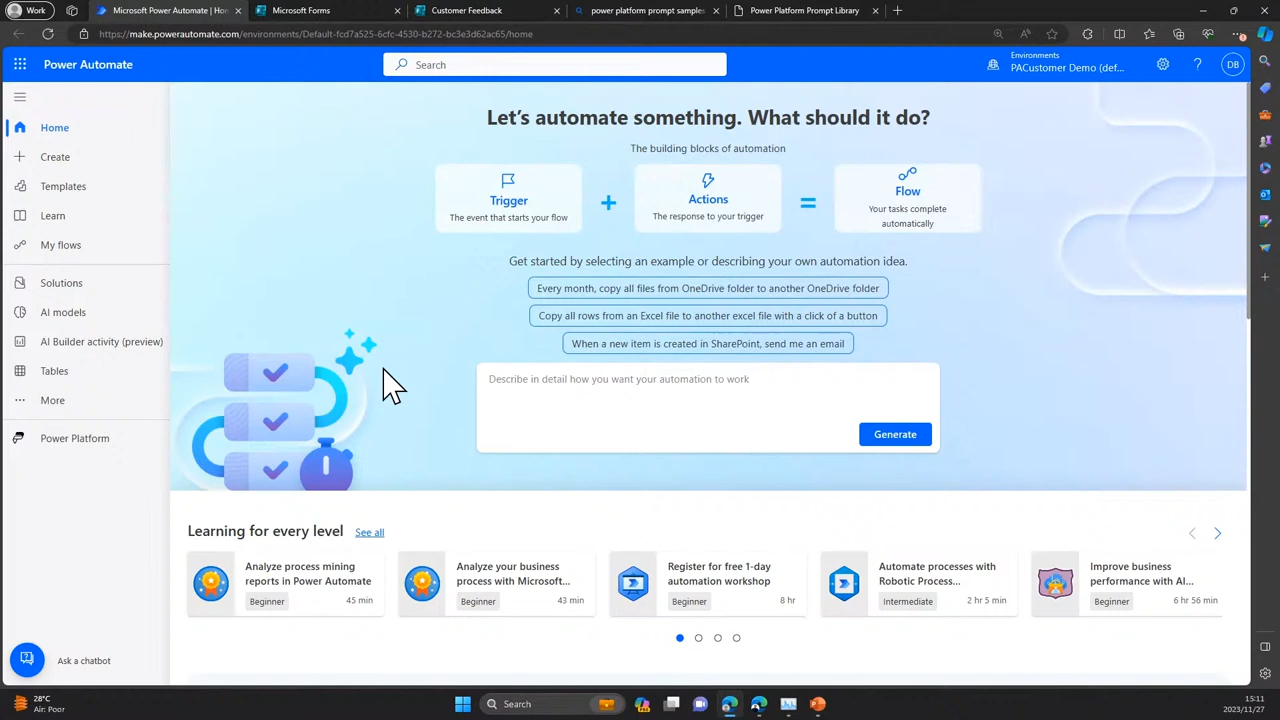 Work
Microsoft Power Automate | Hon
Microsoft Forms
Customer Feedback
power platform prompt samples
Power Platform Prompt Library
https://make.powerautomate.com/environments/Default-fcd7a525-6cfc-4530-b272-bc3e3d62ac65/home
Power Automate
Search
Environments
PACustomer Demo (def...
DB
Home
Create
Templates
Learn
My flows
Solutions
AI models
AI Builder activity (preview)
Tables
More
Power Platform
Ask a chatbot
Let's automate something. What should it do?
The building blocks of automation
Trigger
The event that starts your flow
+
Actions
The response to your trigger
=
Flow
Your tasks complete
automatically
Get started by selecting an example or describing your own automation idea.
Every month, copy all files from OneDrive folder to another OneDrive folder
Copy all rows from an Excel file to another excel file with a click of a button
When a new item is created in SharePoint, send me an email
Describe in detail how you want your automation to work
Generate
Learning for every level
See all
Analyze process mining
reports in Power Automate
Beginner
45 min
Analyze your business
process with Microsoft...
Beginner
43 min
Register for free 1-day
automation workshop
Beginner
8 hr
Automate processes with
Robotic Process...
Intermediate
2 hr 5 min
Improve business
performance with AI...
Beginner
6 hr 56 min
28°C
Air: Poor
Search
15:11
2023/11/27